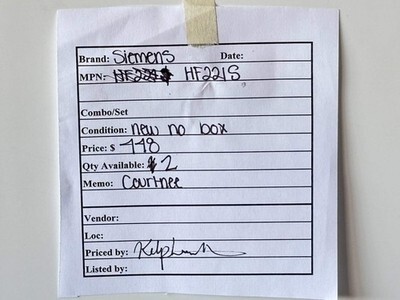 Brand: Siemens Date:
MPN: HF221S
Combo/Set
Condition: new no box
Price: $ 448
Qty Available: 2
Memo: Courtnee
Vendor:
Loc:
Priced by:
Listed by: